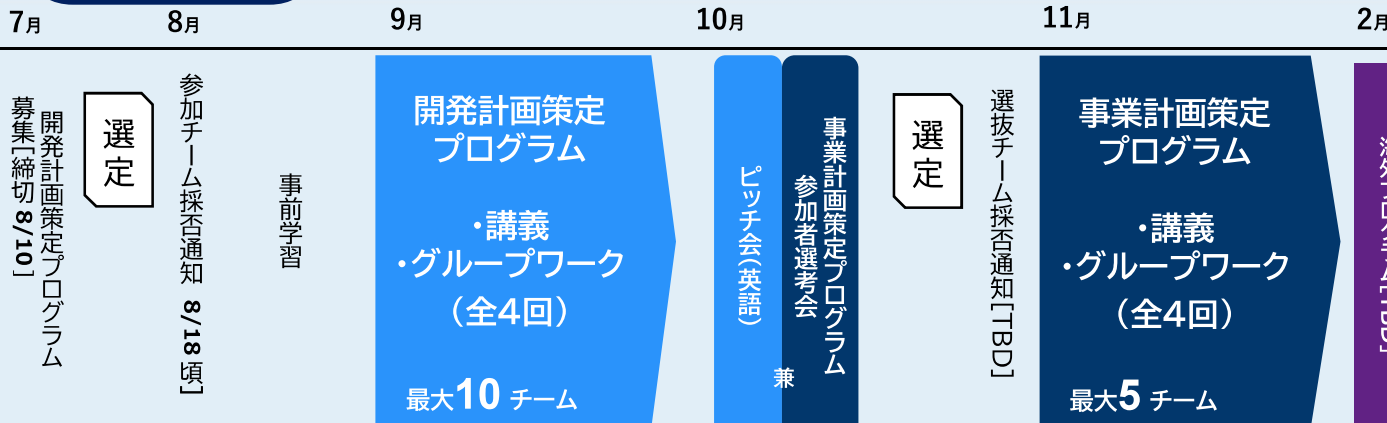 7月
8月
9月
10月
11月
2月
開発計画策定プログラム
募集[締切 8/10]
選定
参加チーム採否通知 8/18 頃]
事前学習
開発計画策定
プログラム
・講義
・グループワーク
（全4回）
最大10 チーム
ピッチ会（英語）
兼
事業計画策定プログラム
参加者選考会
選定
選抜チーム採否通知[TBD]
事業計画策定
プログラム
・講義
・グループワーク
（全4回）
最大5 チーム